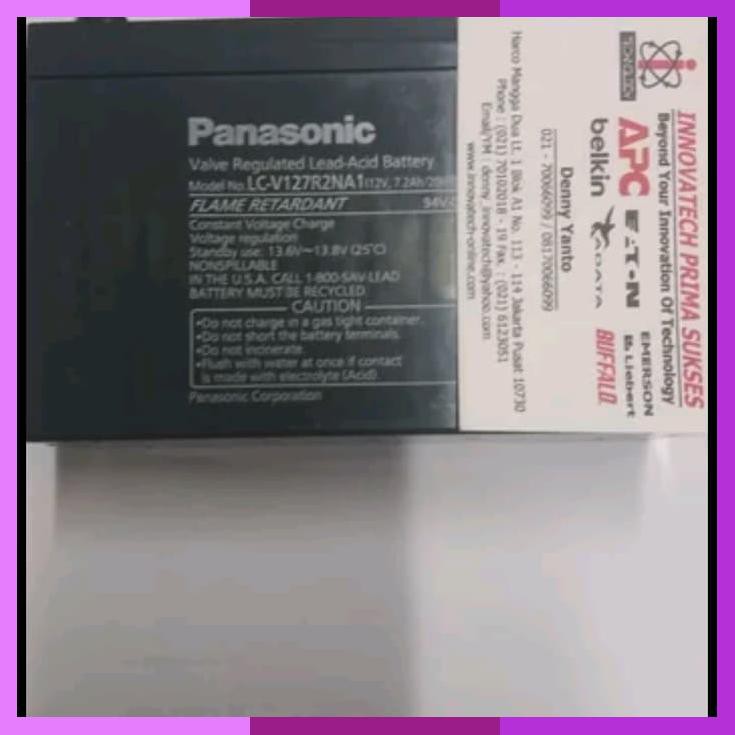 Panasonic
Valve Regulated Lead-Acid Battery
Model No. LC-V127R2NA1 (12V, 7.2Ah/20HR
FLAME RETARDANT 94V-
Constant Voltage Charge
Voltage regulation
Standby use: 13.6V~13.8V (25°C)
NONSPILLABLE
IN THE U.S.A. CALL 1-800-SAV-LEAD
BATTERY MUST BE RECYCLED
CAUTION
•Do not charge in a gas tight container.
•Do not short the battery terminals.
•Do not incinerate.
•Flush with water at once if contact
is made with electrolyte (Acid).
Panasonic Corporation
INNOVATECH PRIMA SUKSES
Beyond Your Innovation Of Technology
APC
EATON
EMERSON
Liebert
belkin
ADATA
BUFFALO
Denny Yanto
021 - 70066099 / 08170066099
Harco Mangga Dua Lt. 1 Blok A1 No. 113 - 114 Jakarta Pusat 10730
Phone : (021) 70102018 - 19 Fax. : (021) 6123051
Email/YM : denny_innovatech@yahoo.com
www.innovatech-online.com